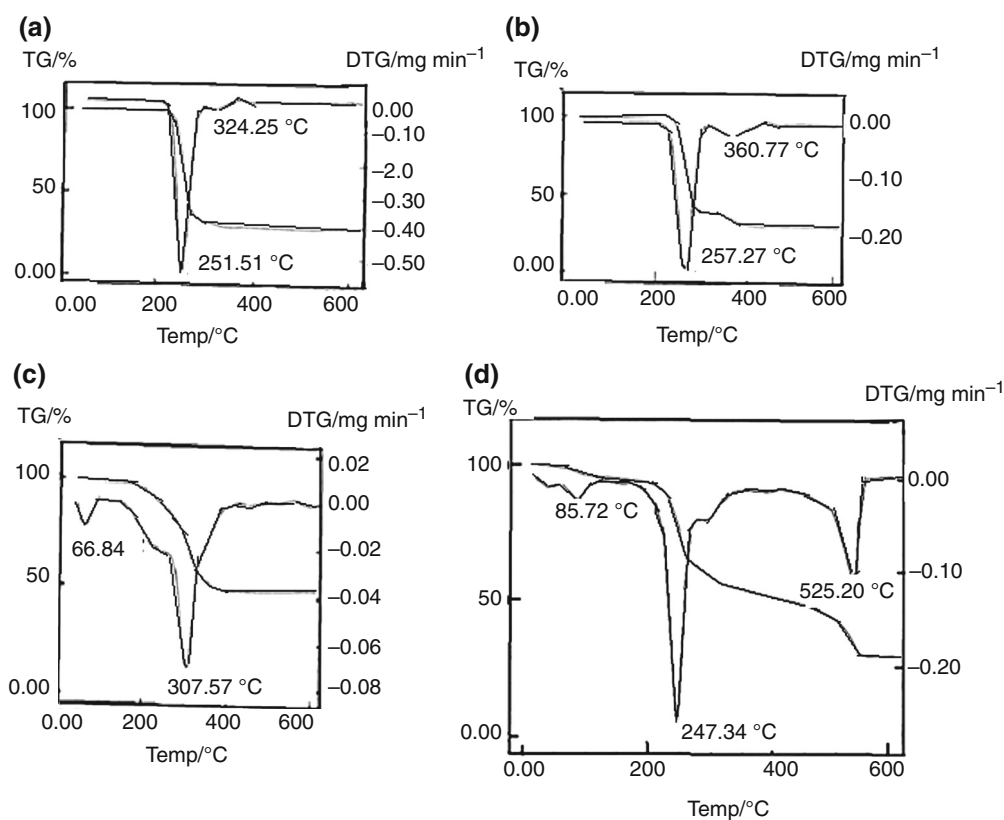 (a)
TG/%
DTG/mg min−1
100
50
0.00
0.00
−0.10
−2.0
−0.30
−0.40
−0.50
324.25 °C
251.51 °C
0.00 200 400 600
Temp/°C
(b)
TG/%
DTG/mg min−1
100
50
0.00
0.00
−0.10
−0.20
360.77 °C
257.27 °C
0.00 200 400 600
Temp/°C
(c)
TG/%
DTG/mg min−1
100
50
0.00
0.02
0.00
−0.02
−0.04
−0.06
−0.08
66.84
307.57 °C
0.00 200 400 600
Temp/°C
(d)
TG/%
DTG/mg min−1
100
50
0.00
0.00
−0.10
−0.20
85.72 °C
525.20 °C
247.34 °C
0.00 200 400 600
Temp/°C